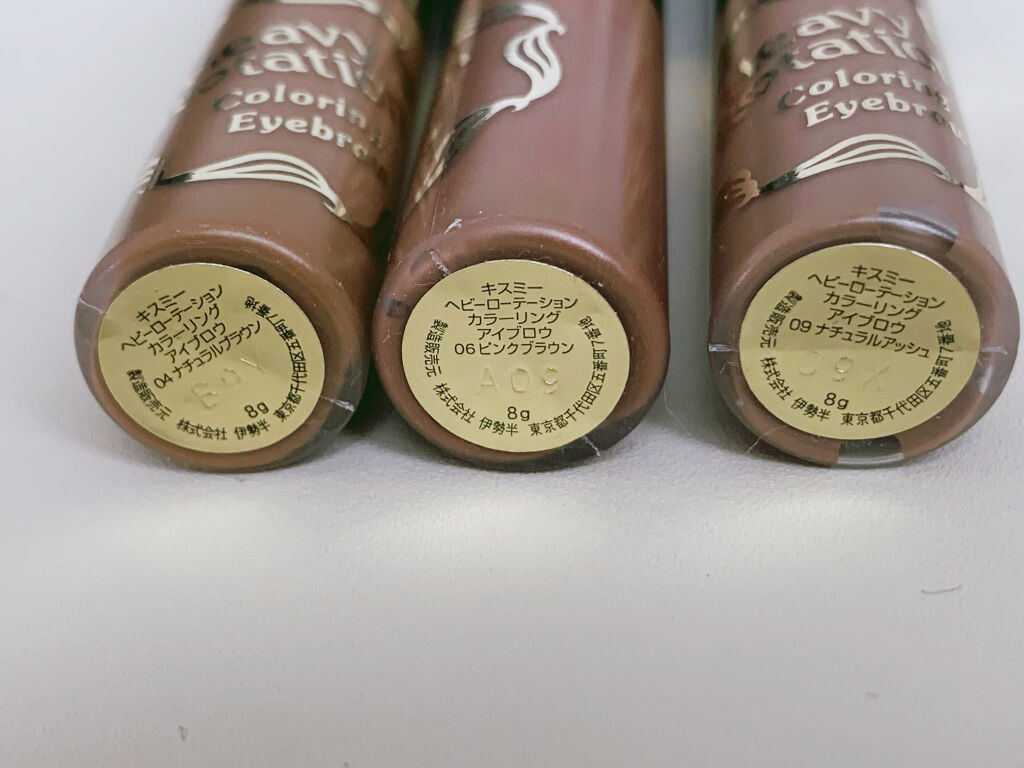 Coloring
Eyebro
キスミー
ヘビーローテーション
カラーリング
アイブロウ
04 ナチュラルブラウン
8g
製造販売元 株式会社 伊勢半 東京都千代田区五番町7番地
キスミー
ヘビーローテーション
カラーリング
アイブロウ
06 ピンクブラウン
A09
8g
製造販売元 株式会社 伊勢半 東京都千代田区五番町7番地
avy
tatio
Coloring
Eyebro
キスミー
ヘビーローテーション
カラーリング
アイブロウ
09 ナチュラルアッシュ
09X
8g
製造販売元 株式会社 伊勢半 東京都千代田区五番町7番地